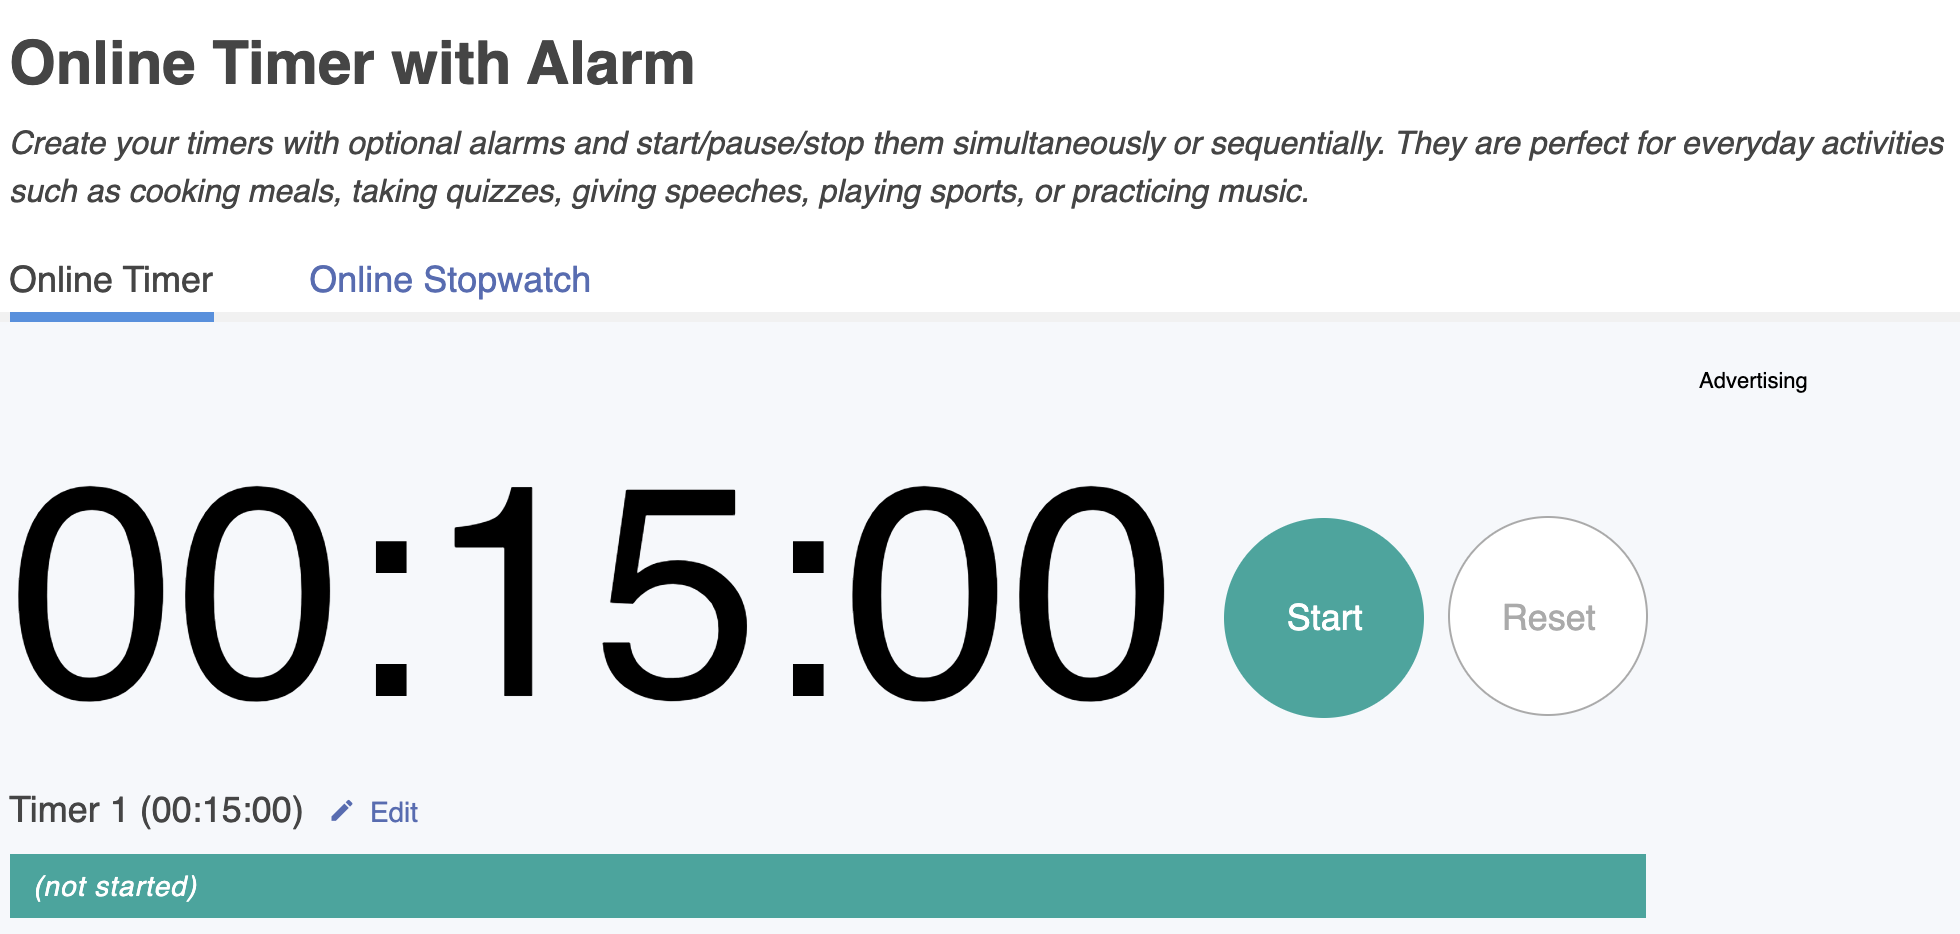 Online Timer with Alarm
Create your timers with optional alarms and start/pause/stop them simultaneously or sequentially. They are perfect for everyday activities
such as cooking meals, taking quizzes, giving speeches, playing sports, or practicing music.
Online Timer Online Stopwatch
Advertising
00:15:00 Start Reset
Timer 1 (00:15:00) Edit
(not started)